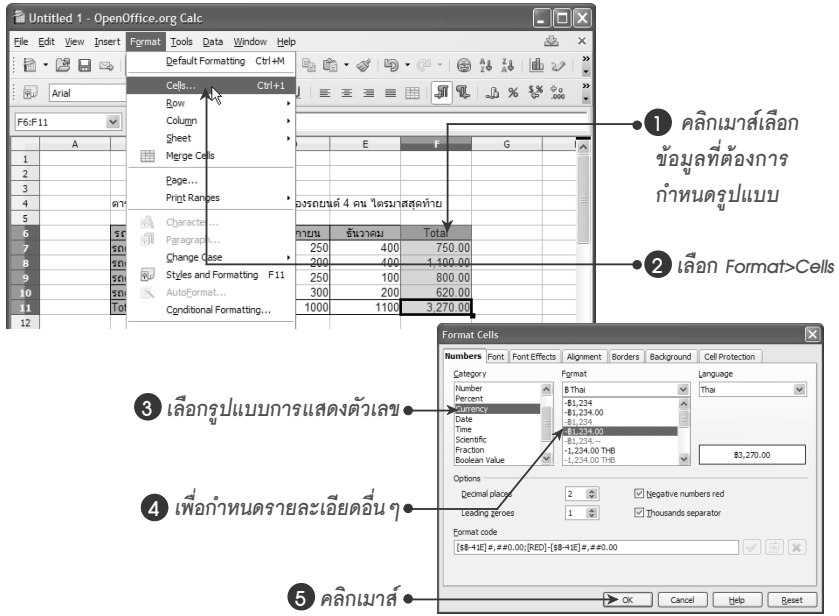 Untitled 1 - OpenOffice.org Calc
File Edit View Insert Format Tools Data Window Help
Default Formatting Ctrl+M
Arial
Cells... Ctrl+1
Row
F6:F11
Column
Sheet
Merge Cells
Page...
Print Ranges
Character...
Paragraph...
Change Case
Styles and Formatting F11
AutoFormat...
Conditional Formatting...
A E F G
1
2
3
4 ตาร องรถยนต์ 4 คน ไตรมาสสุดท้าย
5
6 ายน ธันวาคม Total
7 250 400 750.00
8 200 400 1,100.00
9 250 100 800.00
10 300 200 620.00
11 Tot 1000 1100 3,270.00
12
1 คลิกเมาส์เลือก
ข้อมูลที่ต้องการ
กำหนดรูปแบบ
2 เลือก Format>Cells
Format Cells
Numbers Font Font Effects Alignment Borders Background Cell Protection
Category Format Language
Number
Percent
Currency
Date
Time
Scientific
Fraction
Boolean Value
฿ Thai
-฿1,234
-฿1,234.00
-฿1,234
-฿1,234.00
-฿1,234.--
-1,234.00 THB
-1,234.00 THB
Thai
฿3,270.00
Options
Decimal places 2 Negative numbers red
Leading zeroes 1 Thousands separator
Format code
[$฿-41E]#,##0.00;[RED]-[$฿-41E]#,##0.00
OK Cancel Help Reset
3 เลือกรูปแบบการแสดงตัวเลข
4 เพื่อกำหนดรายละเอียดอื่น ๆ
5 คลิกเมาส์